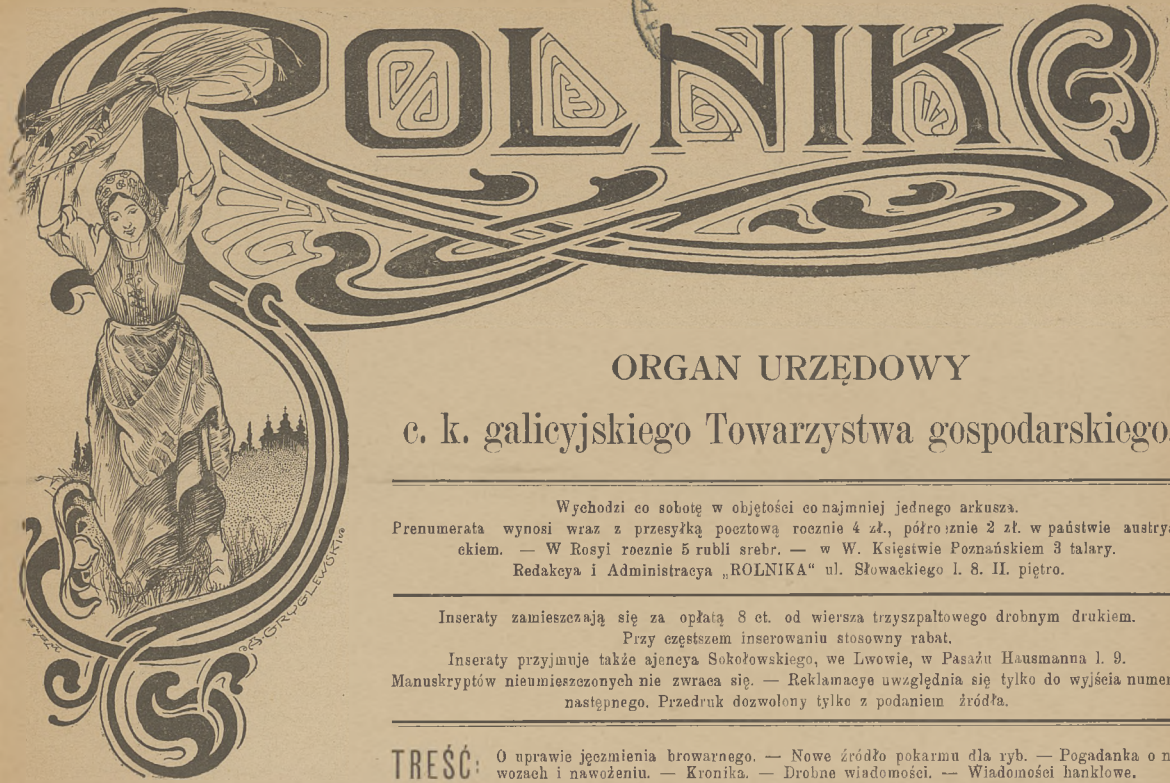 ROLNIK
ORGAN URZĘDOWY
c. k. galicyjskiego Towarzystwa gospodarskiego
Wychodzi co sobotę w objętości co najmniej jednego arkusza.
Prenumerata wynosi wraz z przesyłką pocztową rocznie 4 zł., półrocznie 2 zł. w państwie austrya
ckiem. — W Rosyi rocznie 5 rubli srebr. — w W. Księstwie Poznańskiem 3 talary.
Redakcya i Administracya „ROLNIKA“ ul. Słowackiego l. 8. II. piętro.
Inseraty zamieszczają się za opłatą 8 ct. od wiersza trzyszpaltowego drobnym drukiem.
Przy częstszem inserowaniu stosowny rabat.
Inseraty przyjmuje także ajencya Sokołowskiego, we Lwowie, w Pasażu Hausmanna l. 9.
Manuskryptów nieumieszczonych nie zwraca się. — Reklamacye uwzględnia się tylko do wyjścia numer
następnego. Przedruk dozwolony tylko z podaniem źródła.
S. GRYGLEWSKI
TREŚĆ: O uprawie jęczmienia browarnego. — Nowe źródło pokarmu dla ryb. — Pogadanka o n
wozach i nawożeniu. — Kronika. — Drobne wiadomości. — Wiadomości handlowe.